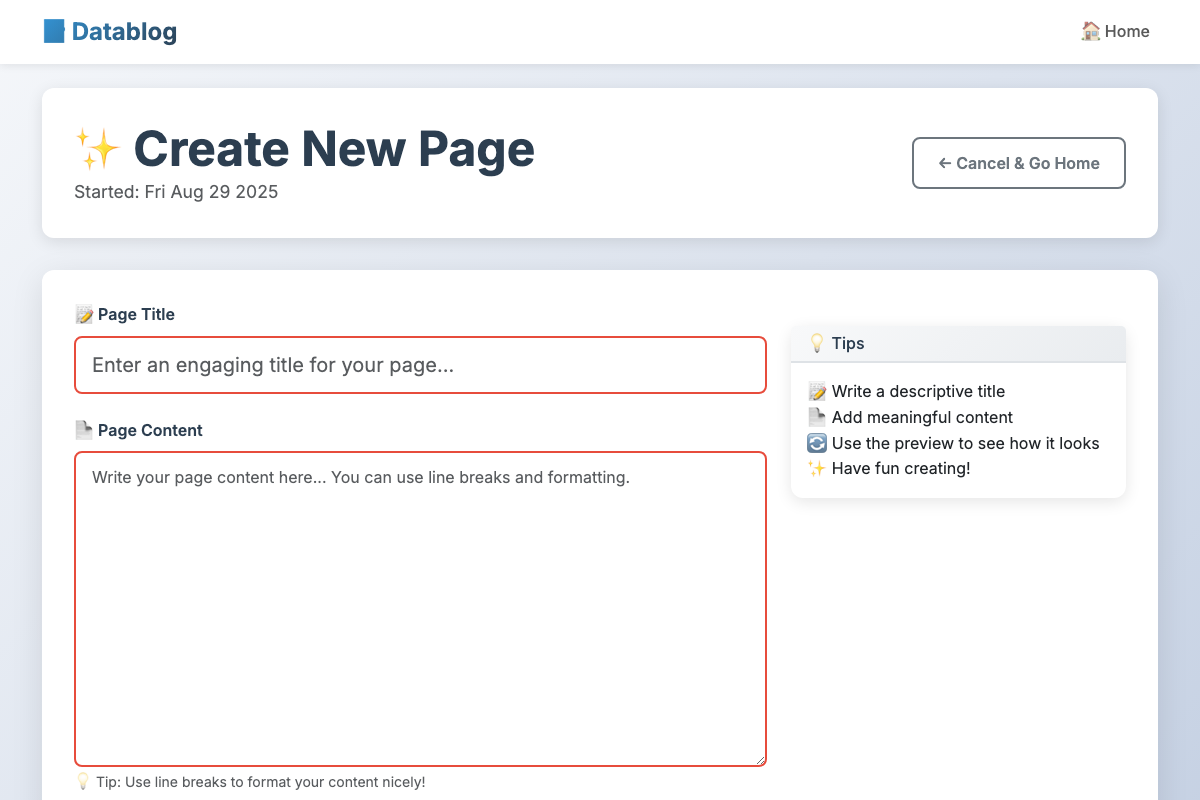 Datablog
Home
Create New Page
Started: Fri Aug 29 2025
← Cancel & Go Home
Page Title
Enter an engaging title for your page...
Page Content
Write your page content here... You can use line breaks and formatting.
Tip: Use line breaks to format your content nicely!
Tips
Write a descriptive title
Add meaningful content
Use the preview to see how it looks
Have fun creating!